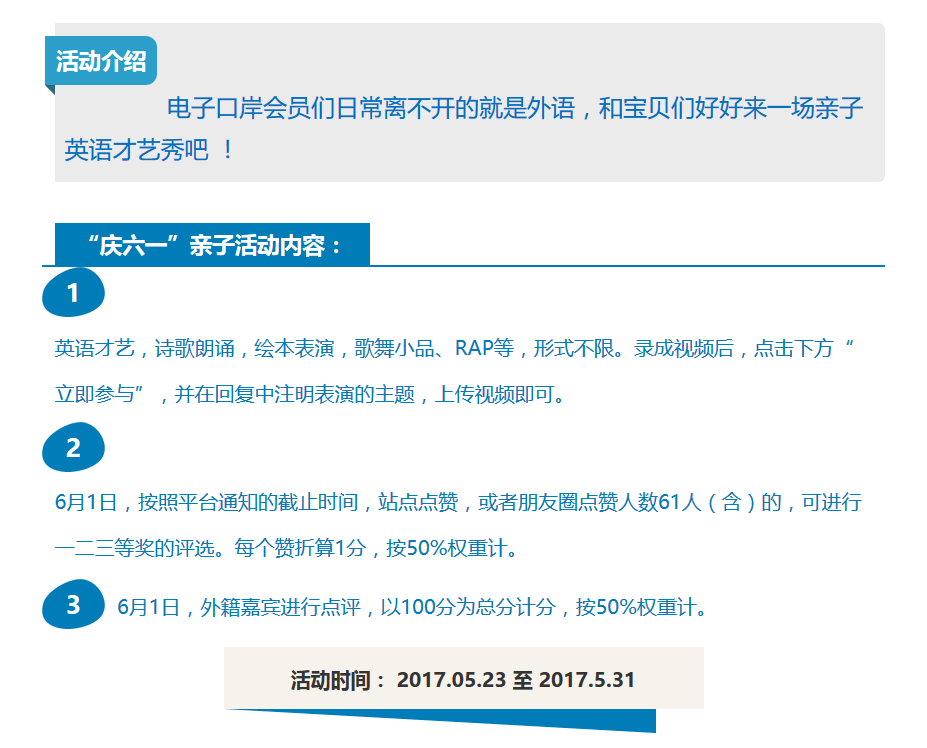 活动介绍
电子口岸会员们日常离不开的就是外语，和宝贝们好好来一场亲子
英语才艺秀吧 ！
“庆六一”亲子活动内容：
1
英语才艺，诗歌朗诵，绘本表演，歌舞小品、RAP等，形式不限。录成视频后，点击下方“
立即参与”，并在回复中注明表演的主题，上传视频即可。
2
6月1日，按照平台通知的截止时间，站点点赞，或者朋友圈点赞人数61人（含）的，可进行
一二三等奖的评选。每个赞折算1分，按50%权重计。
3 6月1日，外籍嘉宾进行点评，以100分为总分计分，按50%权重计。
活动时间： 2017.05.23 至 2017.5.31